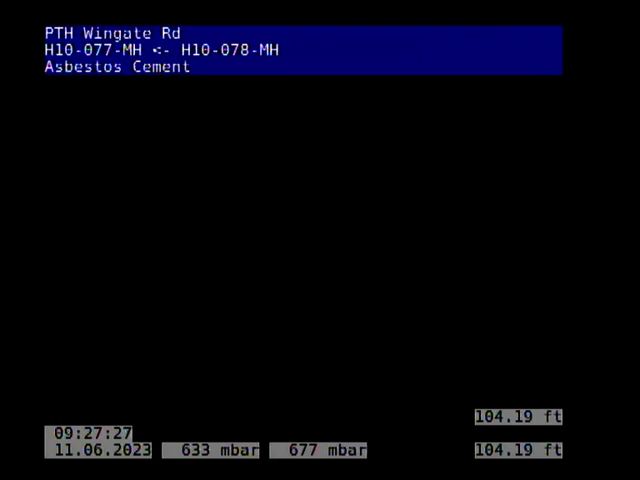 PTH Wingate Rd
H10-077-MH <- H10-078-MH
Asbestos Cement
104.19 ft
09:27:27
11.06.2023 633 mbar 677 mbar 104.19 ft